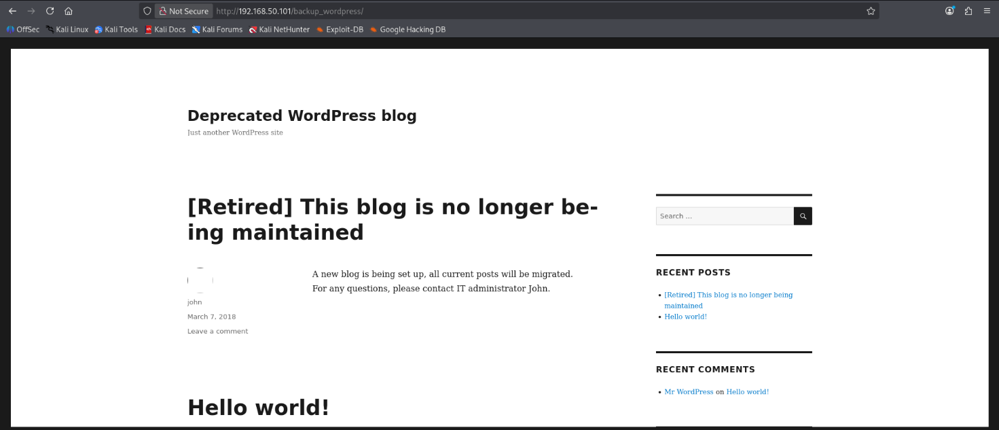 Not Secure http://192.168.50.101/backup_wordpress/
OffSec Kali Linux Kali Tools Kali Docs Kali Forums Kali NetHunter Exploit-DB Google Hacking DB
Deprecated WordPress blog
Just another WordPress site
[Retired] This blog is no longer be-
ing maintained
john
March 7, 2018
Leave a comment
A new blog is being set up, all current posts will be migrated.
For any questions, please contact IT administrator John.
Hello world!
Search ...
RECENT POSTS
[Retired] This blog is no longer being
maintained
Hello world!
RECENT COMMENTS
Mr WordPress on Hello world!